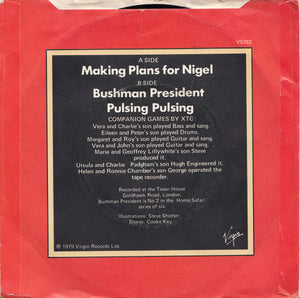 VS282
A SIDE
Making Plans for Nigel
B SIDE
Bushman President
Pulsing Pulsing
COMPANION GAMES BY XTC
Vera and Charlie's son played Bass and sang.
Eileen and Peter's son played Drums.
Margaret and Roy's son played Guitar and sang.
Vera and John's son played Guitar and sang.
Marie and Geoffrey Lillywhite's son Steve
produced it.
Ursula and Charlie Padgham's son Hugh Engineered it.
Helen and Ronnie Chamber's son George operated the
tape recorder.
Recorded at the Town House
Goldhawk Road, London.
Bushman President is No 2 in the Homo Safari
series of six.
Illustrations: Steve Shotter
Sleeve: Cooke Key.
℗ 1979 Virgin Records Ltd.
Virgin